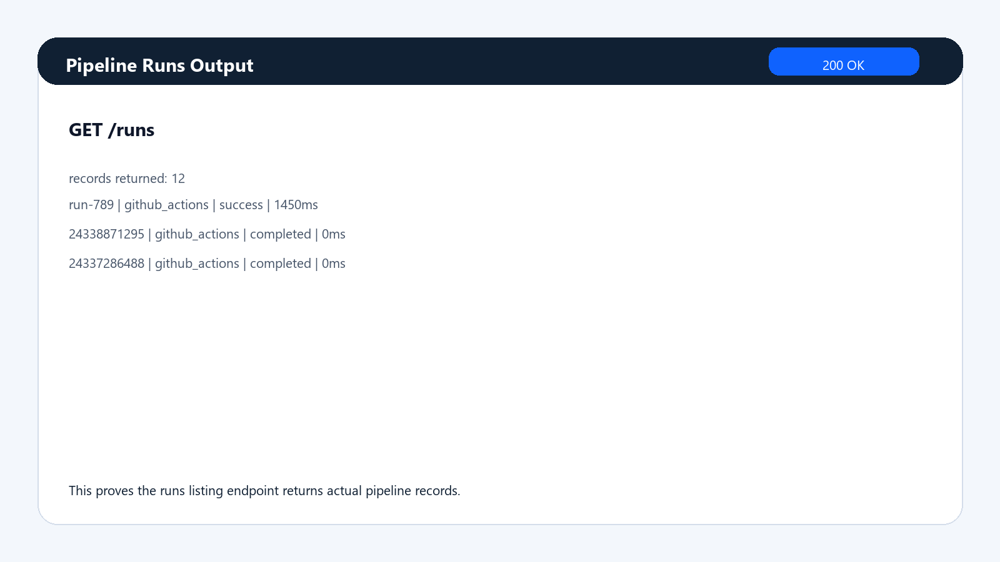 Pipeline Runs Output
200 OK
GET /runs
records returned: 12
run-789 | github_actions | success | 1450ms
24338871295 | github_actions | completed | 0ms
24337286488 | github_actions | completed | 0ms
This proves the runs listing endpoint returns actual pipeline records.